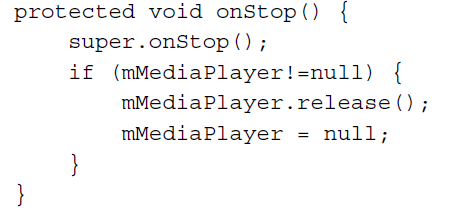 protected void onStop() {
    super.onStop();
    if (mMediaPlayer!=null) {
        mMediaPlayer.release();
        mMediaPlayer = null;
    }
}